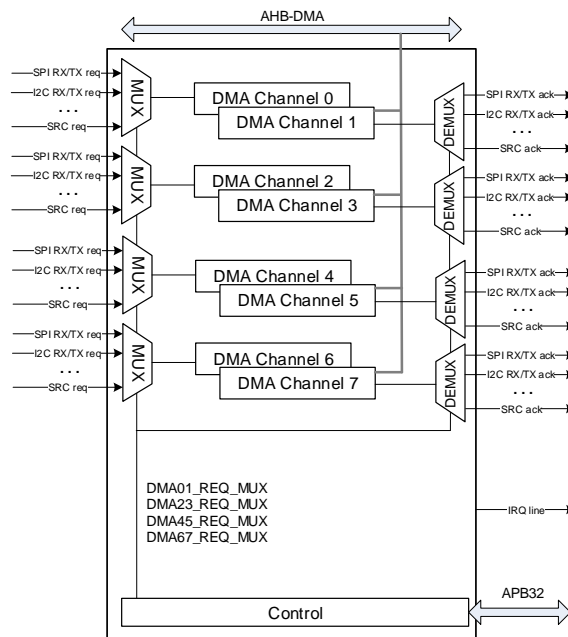 AHB-DMA
SPI RX/TX req
I2C RX/TX req
...
SRC req
MUX
DMA Channel 0
DMA Channel 1
DEMUX
SPI RX/TX ack
I2C RX/TX ack
...
SRC ack
SPI RX/TX req
I2C RX/TX req
...
SRC req
MUX
DMA Channel 2
DMA Channel 3
DEMUX
SPI RX/TX ack
I2C RX/TX ack
...
SRC ack
SPI RX/TX req
I2C RX/TX req
...
SRC req
MUX
DMA Channel 4
DMA Channel 5
DEMUX
SPI RX/TX ack
I2C RX/TX ack
...
SRC ack
SPI RX/TX req
I2C RX/TX req
...
SRC req
MUX
DMA Channel 6
DMA Channel 7
DEMUX
SPI RX/TX ack
I2C RX/TX ack
...
SRC ack
DMA01_REQ_MUX
DMA23_REQ_MUX
DMA45_REQ_MUX
DMA67_REQ_MUX
IRQ line
APB32
Control